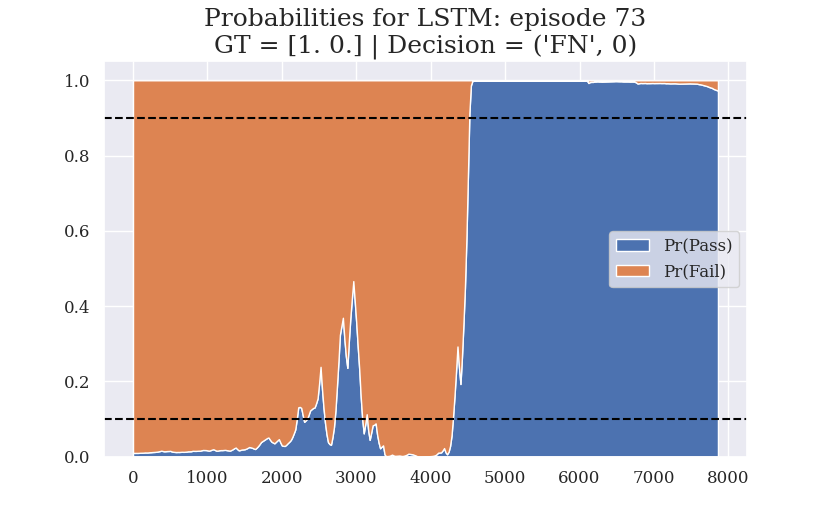 Probabilities for LSTM: episode 73
GT = [1. 0.] | Decision = ('FN', 0)
1.0
0.8
0.6
0.4
0.2
0.0
Pr(Pass)
Pr(Fail)
0 1000 2000 3000 4000 5000 6000 7000 8000